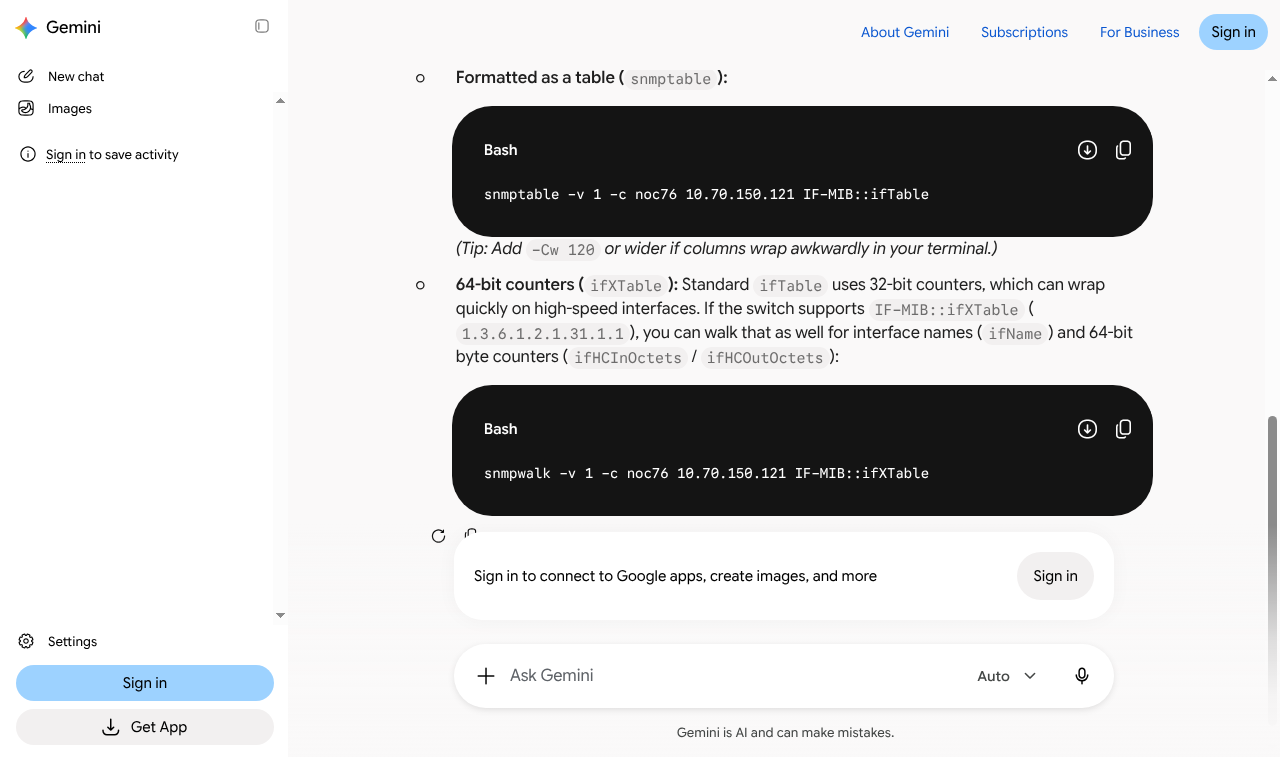 Gemini
About Gemini
Subscriptions
For Business
Sign in
New chat
Images
Sign in to save activity
Formatted as a table ( snmptable ):
Bash
snmptable -v 1 -c noc76 10.70.150.121 IF-MIB::ifTable
(Tip: Add -Cw 120 or wider if columns wrap awkwardly in your terminal.)
64-bit counters ( ifXTable ): Standard ifTable uses 32-bit counters, which can wrap
quickly on high-speed interfaces. If the switch supports IF-MIB::ifXTable (
1.3.6.1.2.1.31.1.1 ), you can walk that as well for interface names ( ifName ) and 64-bit
byte counters ( ifHCInOctets / ifHCOutOctets ):
Bash
snmpwalk -v 1 -c noc76 10.70.150.121 IF-MIB::ifXTable
Sign in to connect to Google apps, create images, and more
Sign in
Ask Gemini
Auto
Gemini is AI and can make mistakes.
Settings
Sign in
Get App